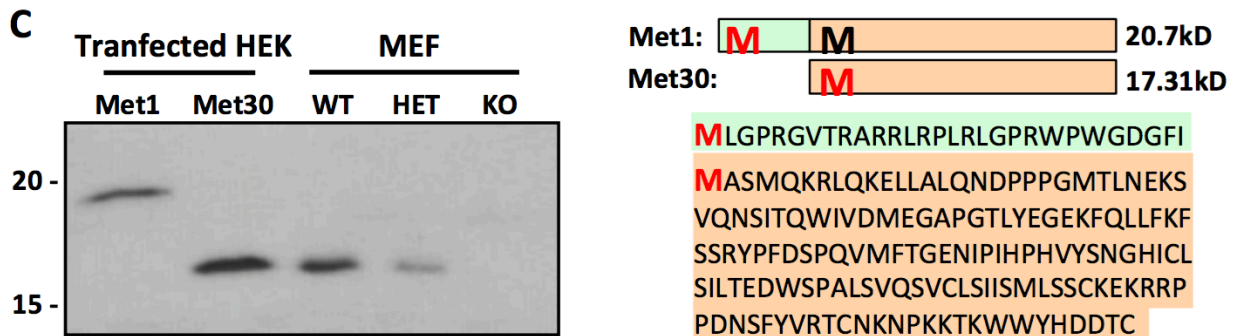 C
Tranfected HEK MEF
Met1 Met30 WT HET KO
20 -
15 -
Met1: M M 20.7kD
Met30: M 17.31kD
MLGPRGVTRARRLRPLRLGPRWPWGDGFI
MASMQKRLQKELLALQNDPPPGMTLNEKS
VQNSITQWIVDMEGAPGTLYEGEKFQLLFKF
SSRYPFDSPQVMFTGENIPIHPHVYSNGHICL
SILTEDWSPALSVQSVCLSIISMLSSCKEKRRP
PDNSFYVRTCNKNPKKTKWWYHDDTC